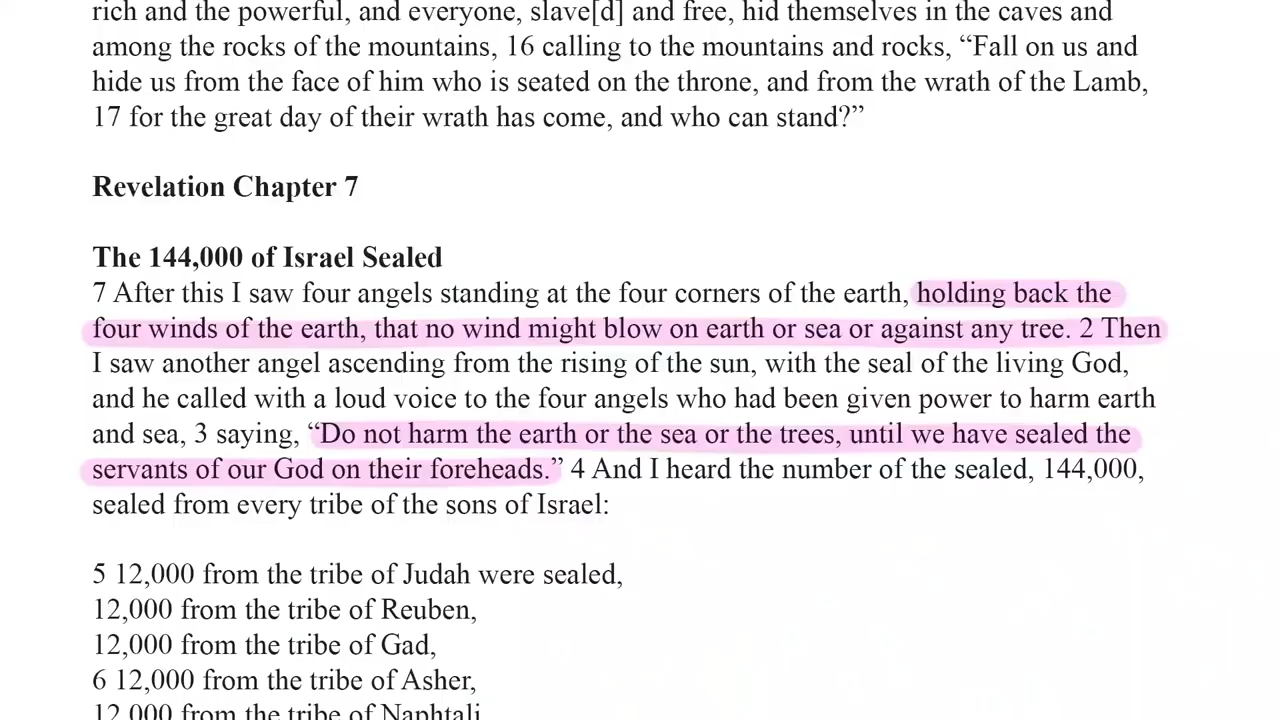 rich and the powerful, and everyone, slave[d] and free, hid themselves in the caves and
among the rocks of the mountains, 16 calling to the mountains and rocks, “Fall on us and
hide us from the face of him who is seated on the throne, and from the wrath of the Lamb,
17 for the great day of their wrath has come, and who can stand?”
Revelation Chapter 7
The 144,000 of Israel Sealed
7 After this I saw four angels standing at the four corners of the earth, holding back the
four winds of the earth, that no wind might blow on earth or sea or against any tree. 2 Then
I saw another angel ascending from the rising of the sun, with the seal of the living God,
and he called with a loud voice to the four angels who had been given power to harm earth
and sea, 3 saying, “Do not harm the earth or the sea or the trees, until we have sealed the
servants of our God on their foreheads.” 4 And I heard the number of the sealed, 144,000,
sealed from every tribe of the sons of Israel:
5 12,000 from the tribe of Judah were sealed,
12,000 from the tribe of Reuben,
12,000 from the tribe of Gad,
6 12,000 from the tribe of Asher,
12,000 from the tribe of Naphtali